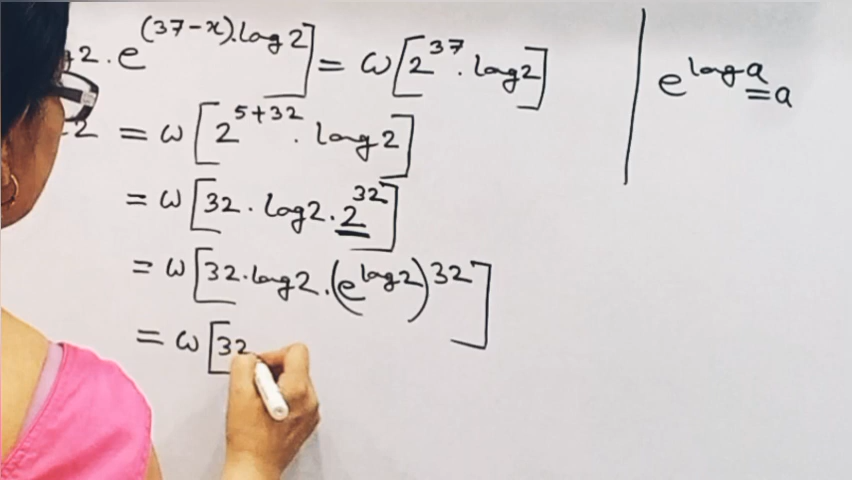 2 · e^{(37-x)·log2}] = ω[2^{37} · log2]
2 = ω[2^{5+32} · log2]
= ω[32 · log2 · 2^{32}]
= ω[32 · log2 · (e^{log2})^{32}]
= ω[32
e^{log a} = a